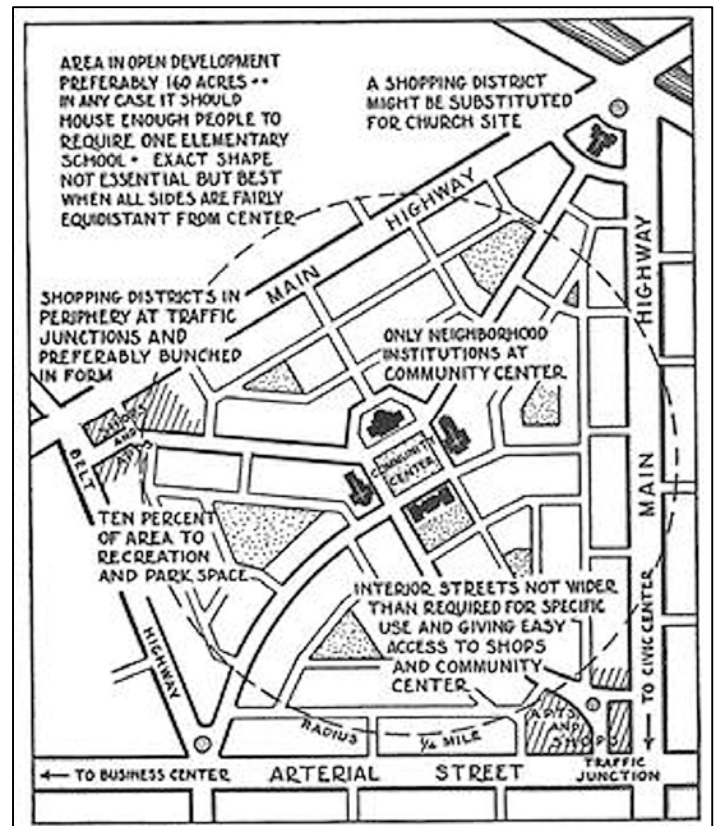 AREA IN OPEN DEVELOPMENT
PREFERABLY 160 ACRES ••
IN ANY CASE IT SHOULD
HOUSE ENOUGH PEOPLE TO
REQUIRE ONE ELEMENTARY
SCHOOL • EXACT SHAPE
NOT ESSENTIAL BUT BEST
WHEN ALL SIDES ARE FAIRLY
EQUIDISTANT FROM CENTER
A SHOPPING DISTRICT
MIGHT BE SUBSTITUTED
FOR CHURCH SITE
MAIN HIGHWAY
SHOPPING DISTRICTS IN
PERIPHERY AT TRAFFIC
JUNCTIONS AND
PREFERABLY BUNCHED
IN FORM
ONLY NEIGHBORHOOD
INSTITUTIONS AT
COMMUNITY CENTER
HIGHWAY
MAIN
SHOPS
AND
APTS
BELT
HIGHWAY
COMMUNITY
CENTER
TEN PERCENT
OF AREA TO
RECREATION
AND PARK SPACE
INTERIOR STREETS NOT WIDER
THAN REQUIRED FOR SPECIFIC
USE AND GIVING EASY
ACCESS TO SHOPS
AND COMMUNITY
CENTER
→ TO CIVIC CENTER
RADIUS ¼ MILE
APTS
AND
SHOPS
TRAFFIC
JUNCTION
← TO BUSINESS CENTER
ARTERIAL STREET